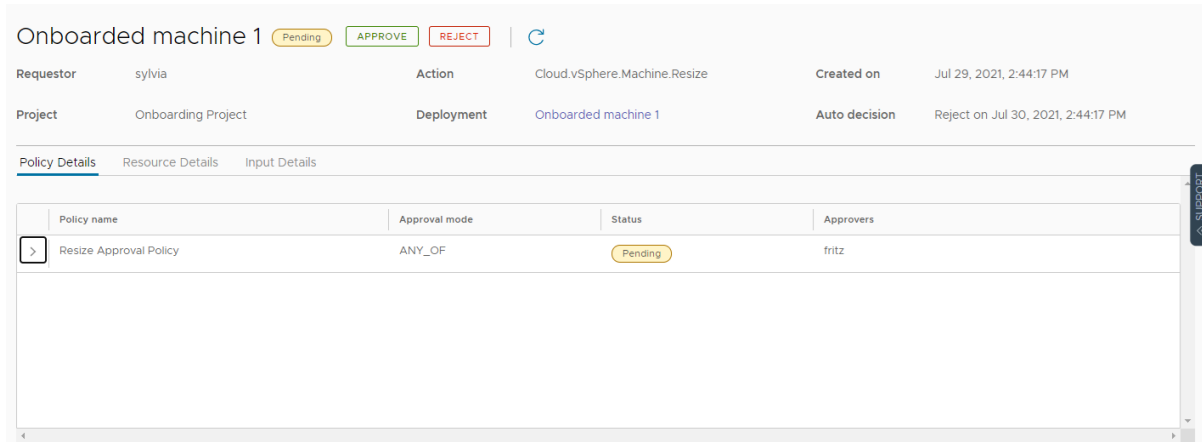 Onboarded machine 1 Pending APPROVE REJECT
Requestor sylvia Action Cloud.vSphere.Machine.Resize Created on Jul 29, 2021, 2:44:17 PM
Project Onboarding Project Deployment Onboarded machine 1 Auto decision Reject on Jul 30, 2021, 2:44:17 PM
Policy Details Resource Details Input Details
SUPPORT
Policy name Approval mode Status Approvers
Resize Approval Policy ANY_OF Pending fritz